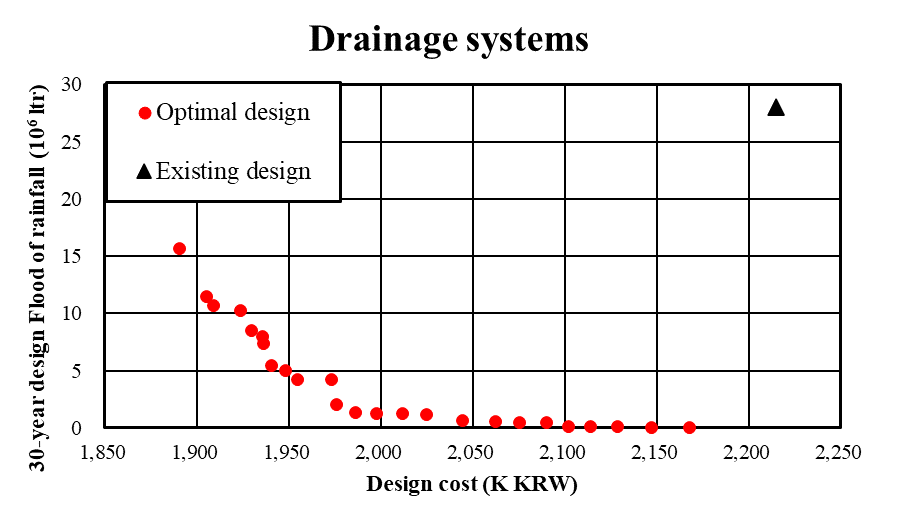 Drainage systems
30-year design Flood of rainfall (10⁶ ltr)
30
25
20
15
10
5
0
Optimal design
Existing design
1,850 1,900 1,950 2,000 2,050 2,100 2,150 2,200 2,250
Design cost (K KRW)